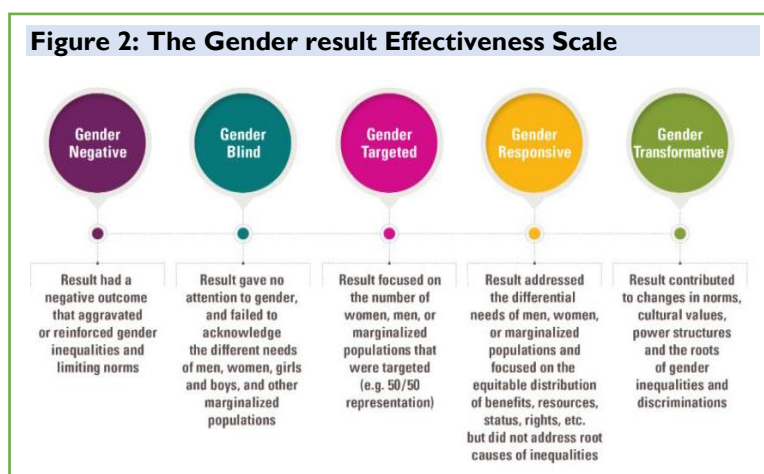 Figure 2: The Gender result Effectiveness Scale
Gender
Negative
Gender
Blind
Gender
Targeted
Gender
Responsive
Gender
Transformative
Result had a
negative outcome
that aggravated
or reinforced gender
inequalities and
limiting norms
Result gave no
attention to gender,
and failed to
acknowledge
the different needs
of men, women, girls
and boys, and other
marginalized
populations
Result focused on
the number of
women, men, or
marginalized
populations that
were targeted
(e.g. 50/50
representation)
Result addressed
the differential
needs of men, women,
or marginalized
populations and
focused on the
equitable distribution
of benefits, resources,
status, rights, etc.
but did not address root
causes of inequalities
Result contributed
to changes in norms,
cultural values,
power structures
and the roots
of gender
inequalities and
discriminations